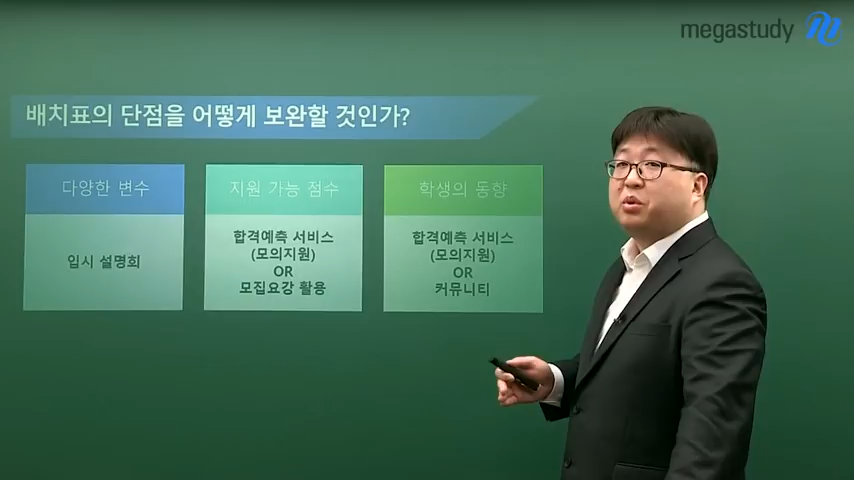 megastudy
배치표의 단점을 어떻게 보완할 것인가?
다양한 변수
입시 설명회
지원 가능 점수
합격예측 서비스
(모의지원)
OR
모집요강 활용
학생의 동향
합격예측 서비스
(모의지원)
OR
커뮤니티